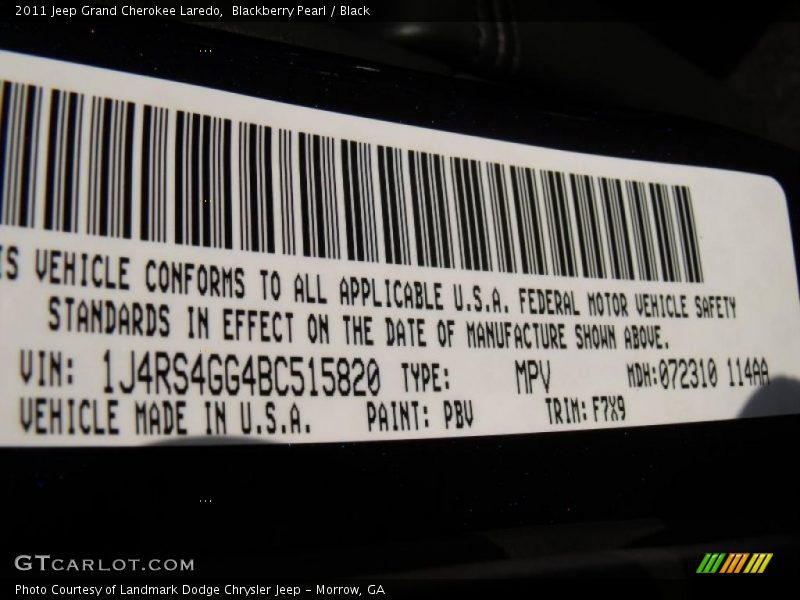 2011 Jeep Grand Cherokee Laredo, Blackberry Pearl / Black
IS VEHICLE CONFORMS TO ALL APPLICABLE U.S.A. FEDERAL MOTOR VEHICLE SAFETY
STANDARDS IN EFFECT ON THE DATE OF MANUFACTURE SHOWN ABOVE.
VIN: 1J4RS4GG4BC515820 TYPE: MPV MDH:072310 114AA
VEHICLE MADE IN U.S.A. PAINT: PBV TRIM: F7X9
GTCARLOT.COM
Photo Courtesy of Landmark Dodge Chrysler Jeep - Morrow, GA